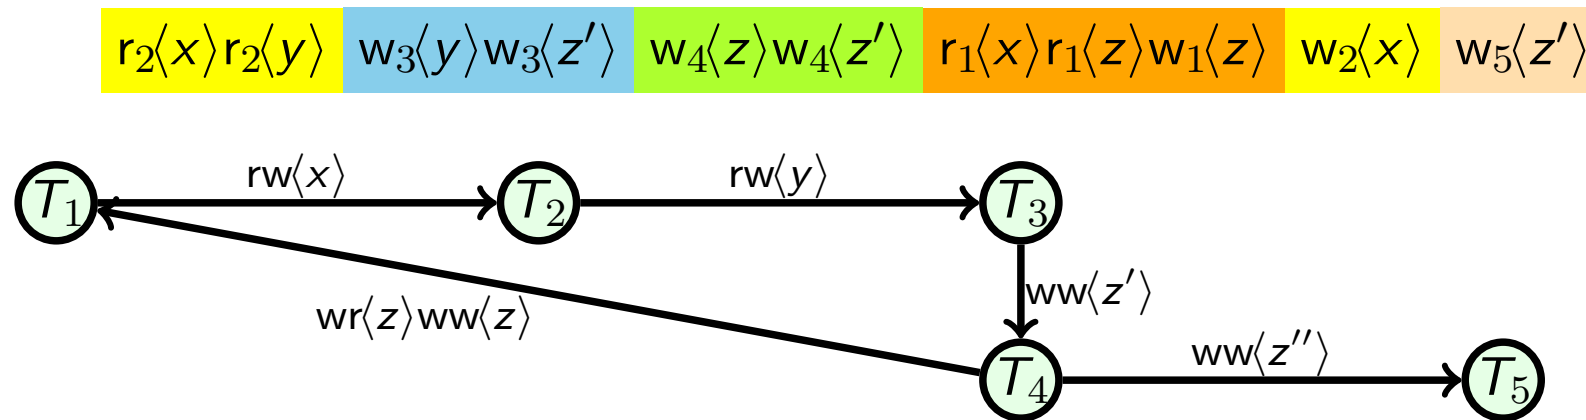 r₂⟨x⟩r₂⟨y⟩ w₃⟨y⟩w₃⟨z′⟩ w₄⟨z⟩w₄⟨z′⟩ r₁⟨x⟩r₁⟨z⟩w₁⟨z⟩ w₂⟨x⟩ w₅⟨z′⟩
rw⟨x⟩ rw⟨y⟩
T₁ T₂ T₃
ww⟨z′⟩
wr⟨z⟩ww⟨z⟩
ww⟨z′′⟩
T₄ T₅